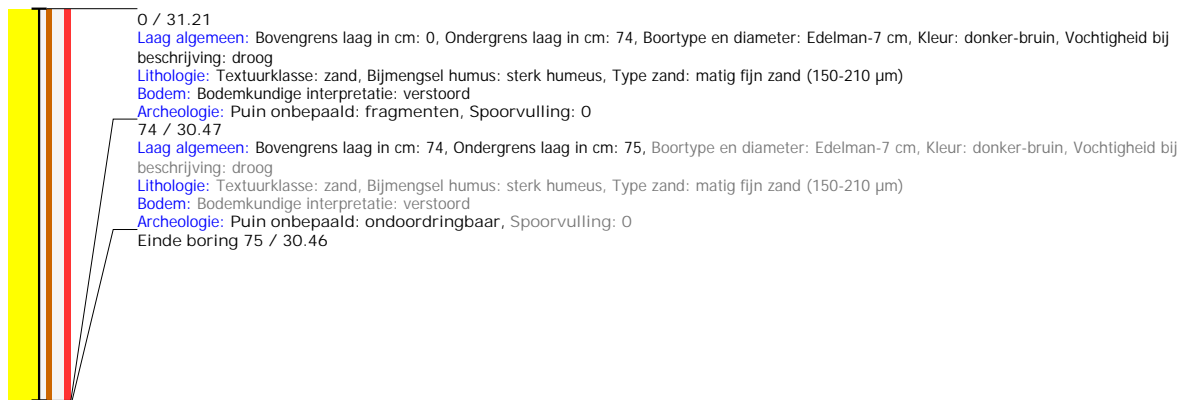 0 / 31.21
Laag algemeen: Bovengrens laag in cm: 0, Ondergrens laag in cm: 74, Boortype en diameter: Edelman-7 cm, Kleur: donker-bruin, Vochtigheid bij
beschrijving: droog
Lithologie: Textuurklasse: zand, Bijmengsel humus: sterk humeus, Type zand: matig fijn zand (150-210 µm)
Bodem: Bodemkundige interpretatie: verstoord
Archeologie: Puin onbepaald: fragmenten, Spoorvulling: 0
74 / 30.47
Laag algemeen: Bovengrens laag in cm: 74, Ondergrens laag in cm: 75, Boortype en diameter: Edelman-7 cm, Kleur: donker-bruin, Vochtigheid bij
beschrijving: droog
Lithologie: Textuurklasse: zand, Bijmengsel humus: sterk humeus, Type zand: matig fijn zand (150-210 µm)
Bodem: Bodemkundige interpretatie: verstoord
Archeologie: Puin onbepaald: ondoordringbaar, Spoorvulling: 0
Einde boring 75 / 30.46